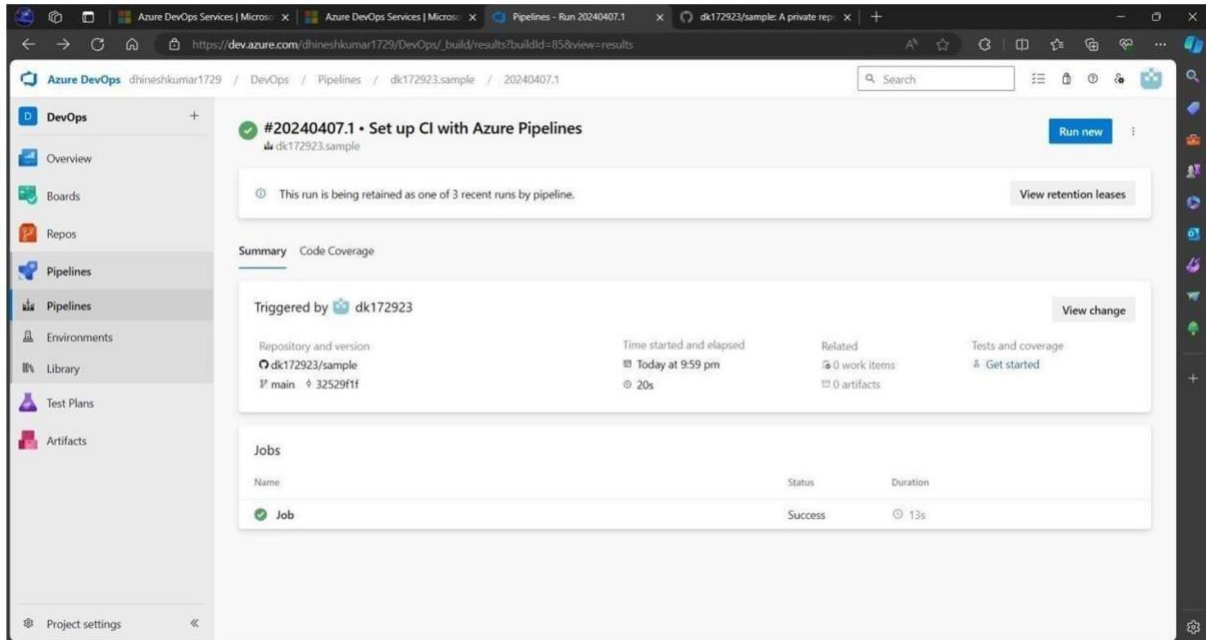 Azure DevOps Services | Microso
Azure DevOps Services | Microso
Pipelines - Run 20240407.1
dk172923/sample: A private rep
https://dev.azure.com/dhineshkumar1729/DevOps/_build/results?buildId=85&view=results
Azure DevOps dhineshkumar1729 / DevOps / Pipelines / dk172923.sample / 20240407.1
Search
D DevOps
Overview
Boards
Repos
Pipelines
Pipelines
Environments
Library
Test Plans
Artifacts
Project settings
#20240407.1 • Set up CI with Azure Pipelines
dk172923.sample
Run new
This run is being retained as one of 3 recent runs by pipeline.
View retention leases
Summary Code Coverage
Triggered by dk172923
View change
Repository and version
dk172923/sample
main 32529f1f
Time started and elapsed
Today at 9:59 pm
20s
Related
0 work items
0 artifacts
Tests and coverage
Get started
Jobs
Name Status Duration
Job Success 13s